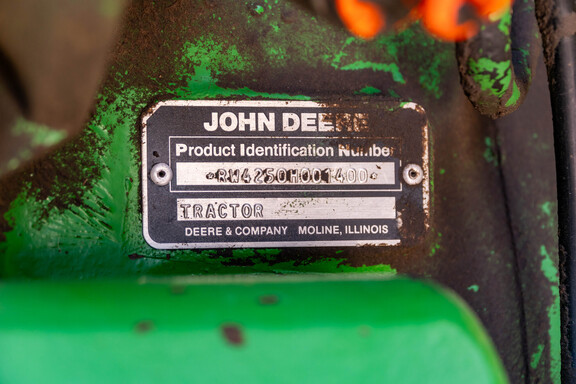 JOHN DEERE
Product Identification Number
*RW4250H001400*
TRACTOR
DEERE & COMPANY MOLINE, ILLINOIS